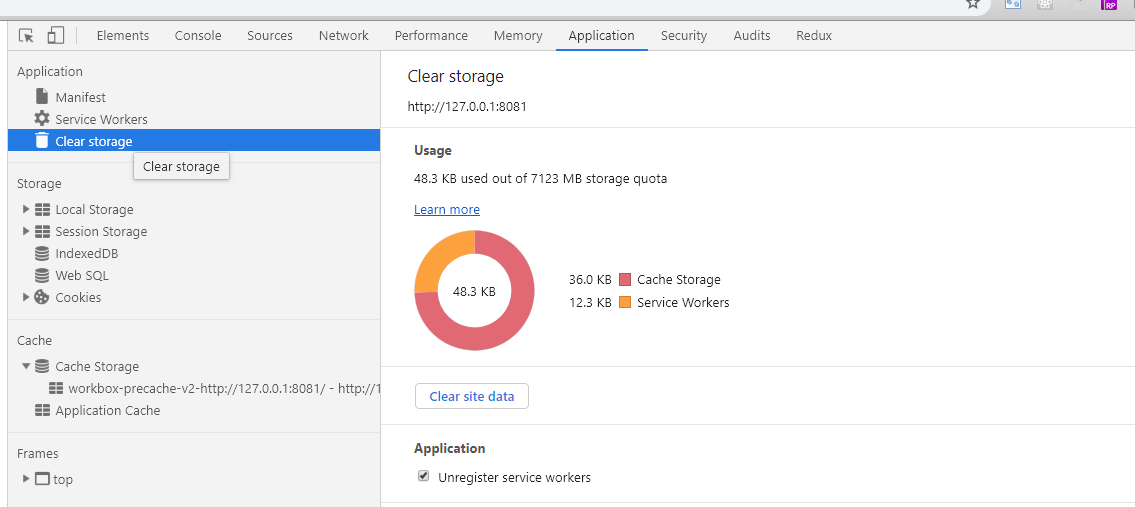 RP
Elements Console Sources Network Performance Memory Application Security Audits Redux
Application
Manifest
Service Workers
Clear storage
Clear storage
Storage
Local Storage
Session Storage
IndexedDB
Web SQL
Cookies
Cache
Cache Storage
workbox-precache-v2-http://127.0.0.1:8081/ - http://1
Application Cache
Frames
top
Clear storage
http://127.0.0.1:8081
Usage
48.3 KB used out of 7123 MB storage quota
Learn more
48.3 KB
36.0 KB Cache Storage
12.3 KB Service Workers
Clear site data
Application
Unregister service workers